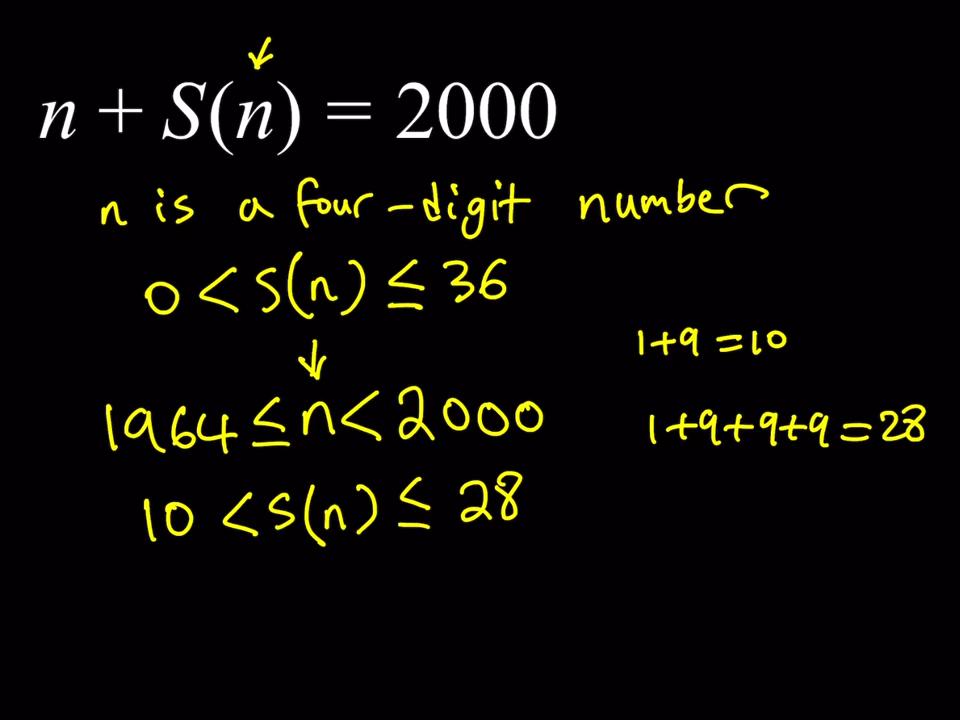 n + S(n) = 2000
n is a four-digit number
0 < S(n) ≤ 36
1+9 = 10
1964 ≤ n < 2000
1+9+9+9 = 28
10 < S(n) ≤ 28